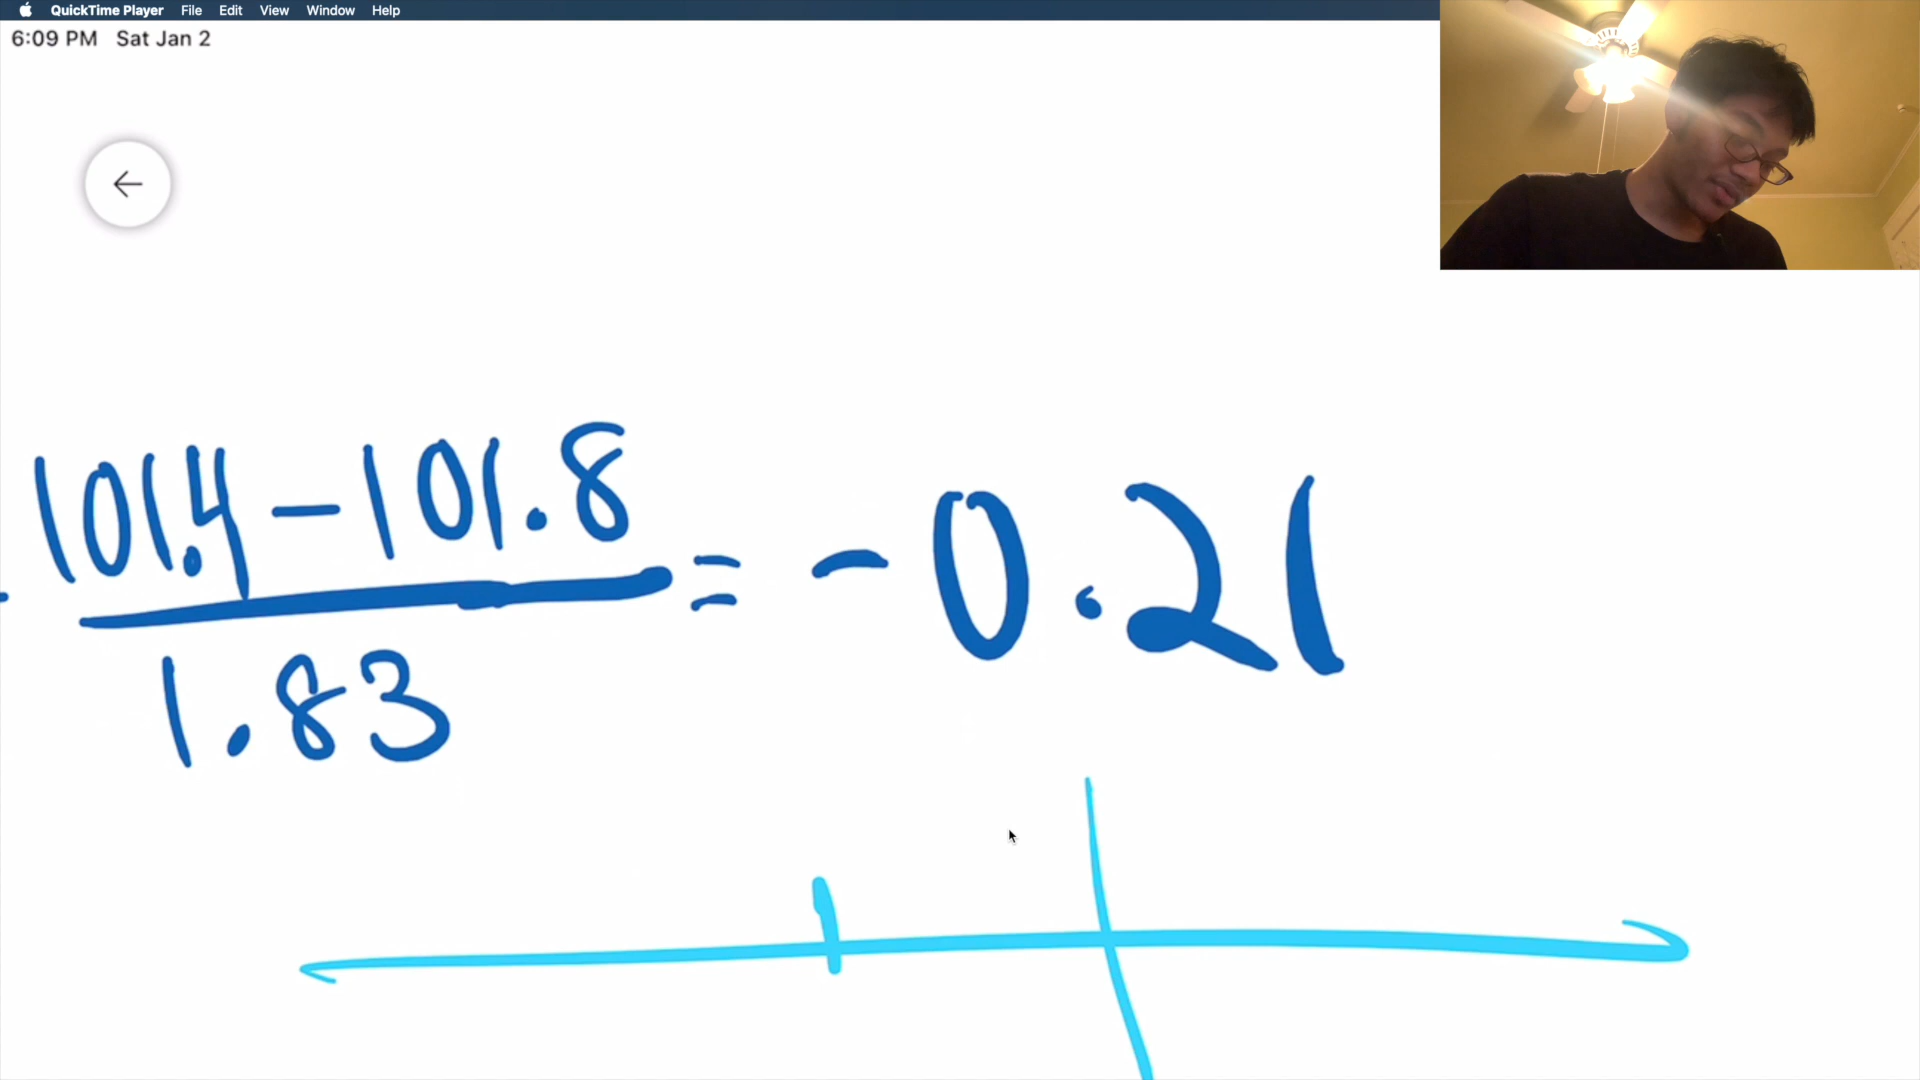 QuickTime Player File Edit View Window Help
6:09 PM Sat Jan 2
101.4 - 101.8
= - 0.21
1.83